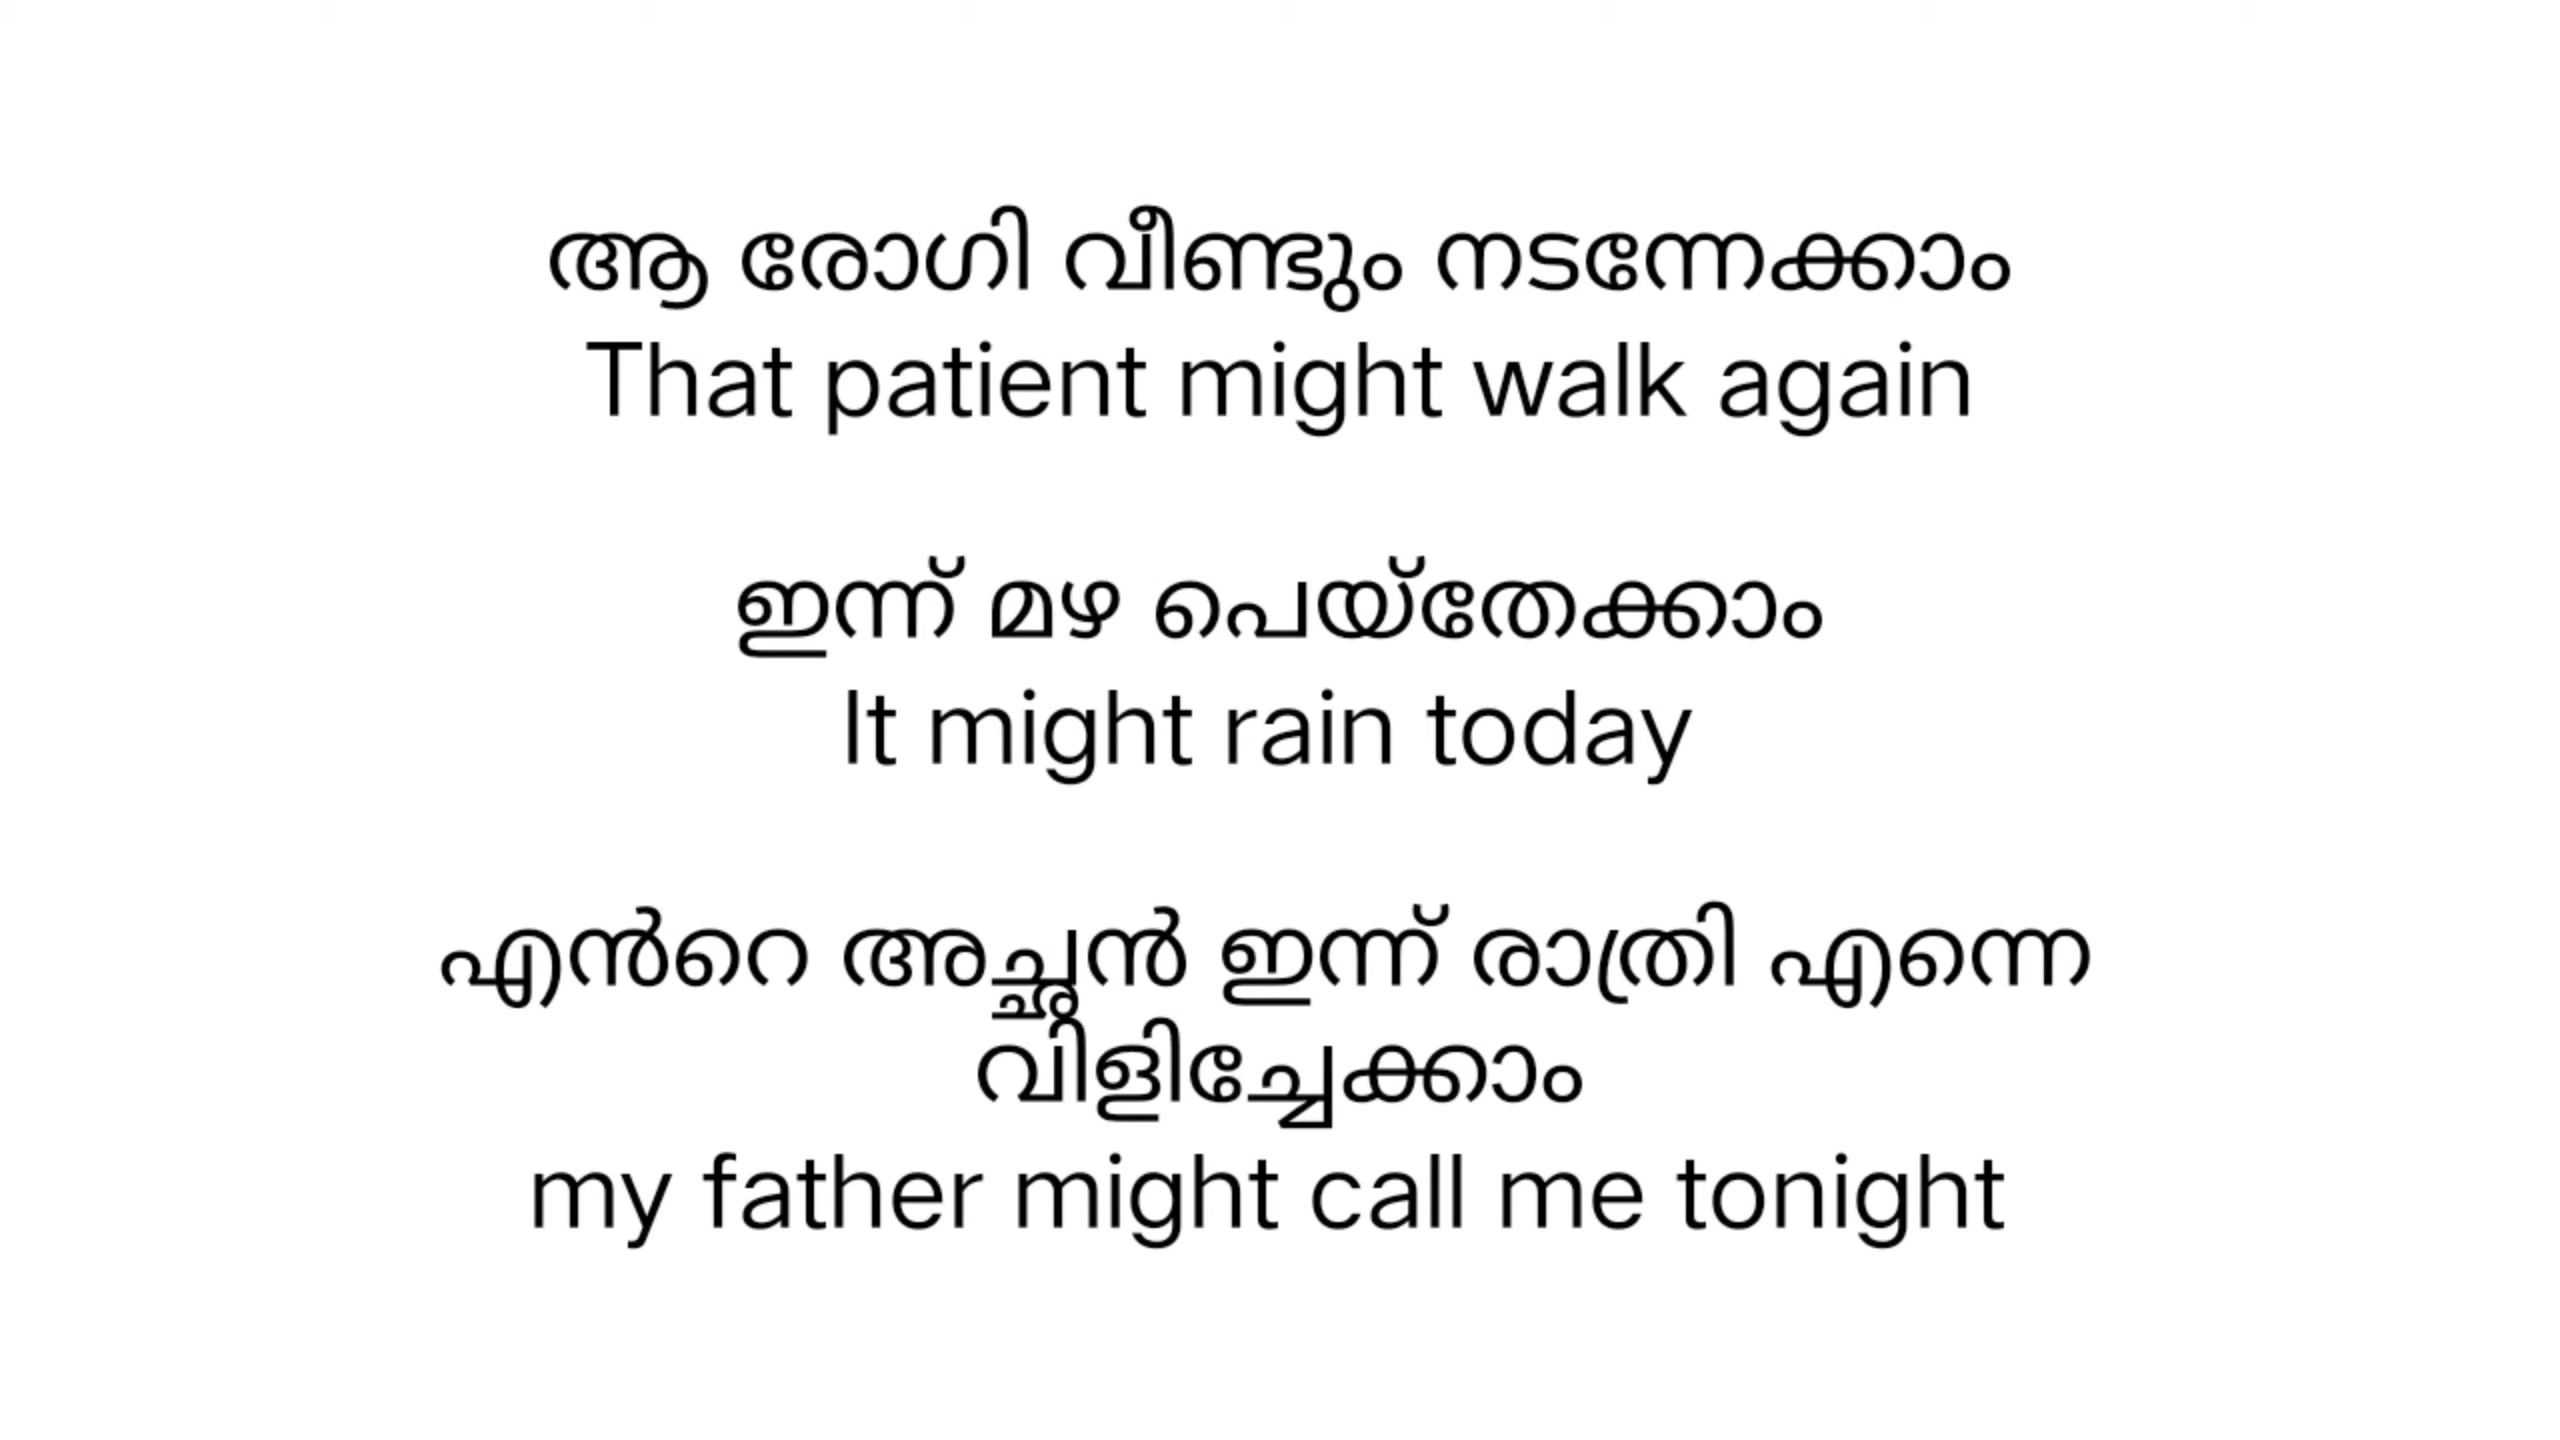 ആ രോഗി വീണ്ടും നടന്നേക്കാം
That patient might walk again
ഇന്ന് മഴ പെയ്തേക്കാം
It might rain today
എൻറെ അച്ഛൻ ഇന്ന് രാത്രി എന്നെ
വിളിച്ചേക്കാം
my father might call me tonight